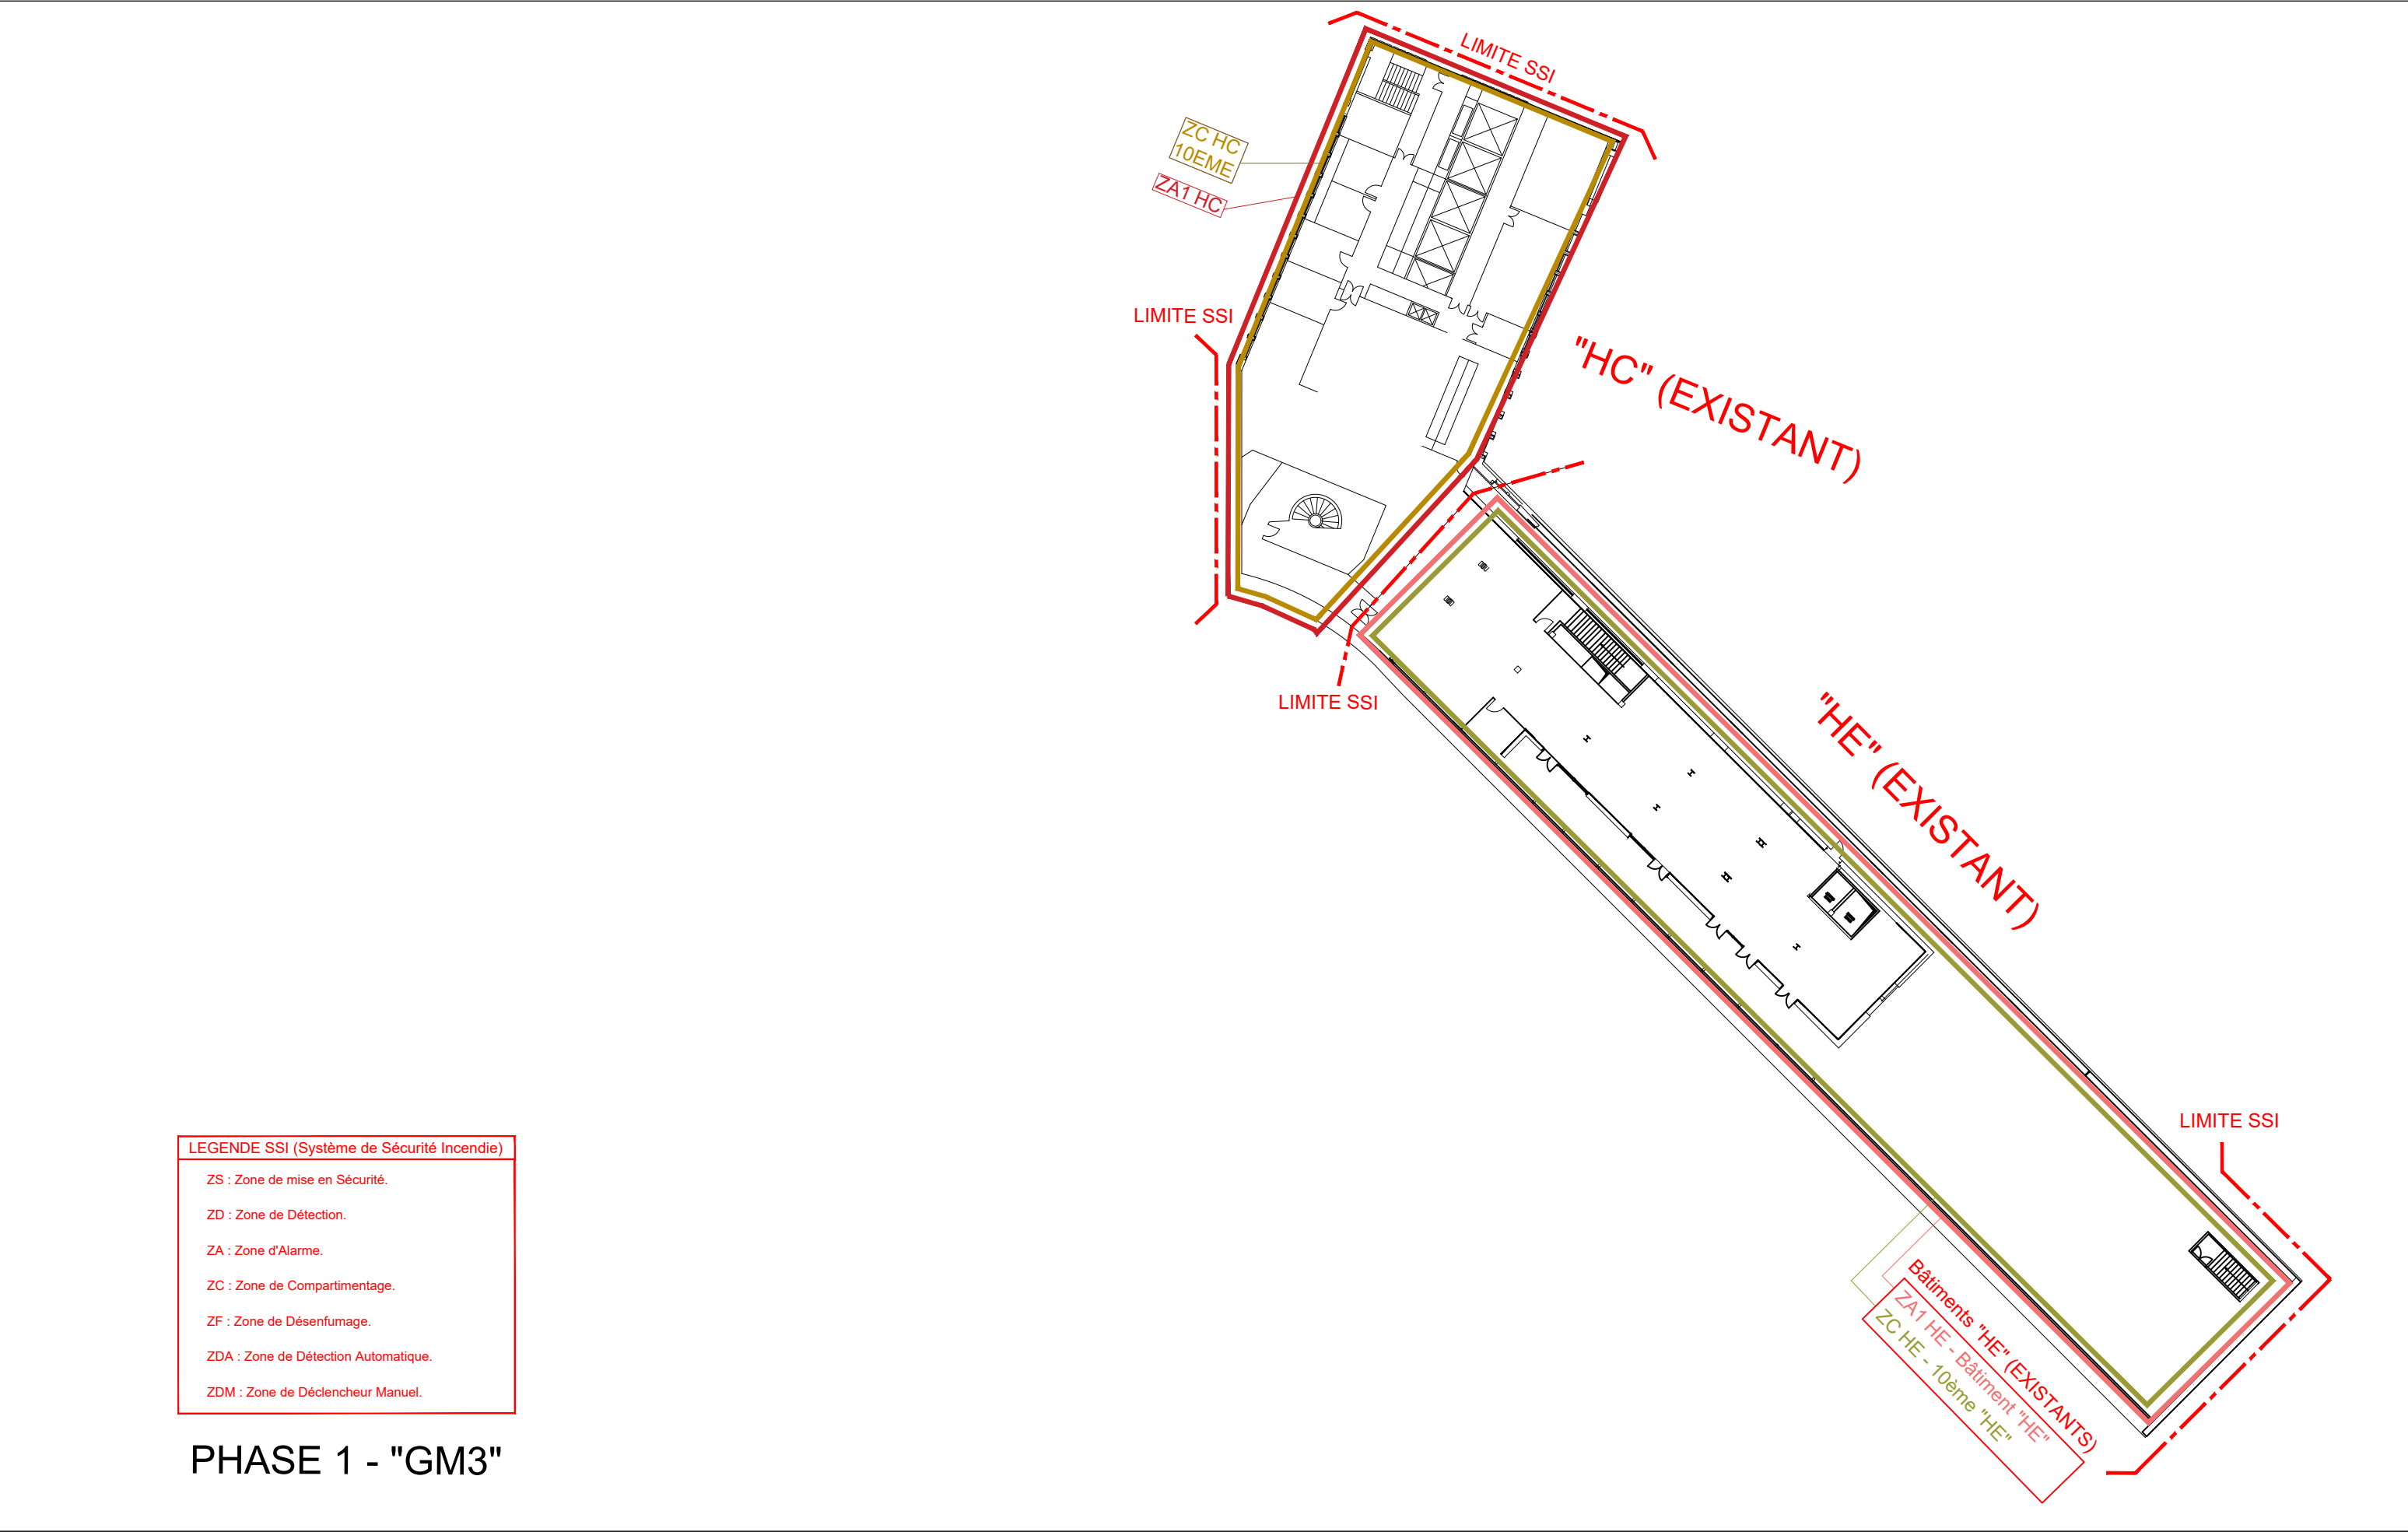 LIMITE SSI
ZC HC
10EME
ZA1 HC
LIMITE SSI
"HC" (EXISTANT)
LIMITE SSI
"HE" (EXISTANT)
LIMITE SSI
Bâtiments "HE" (EXISTANTS)
ZA1 HE - Bâtiment "HE"
ZC HE - 10ème "HE"
LEGENDE SSI (Système de Sécurité Incendie)
ZS : Zone de mise en Sécurité.
ZD : Zone de Détection.
ZA : Zone d'Alarme.
ZC : Zone de Compartimentage.
ZF : Zone de Désenfumage.
ZDA : Zone de Détection Automatique.
ZDM : Zone de Déclencheur Manuel.
PHASE 1 - "GM3"